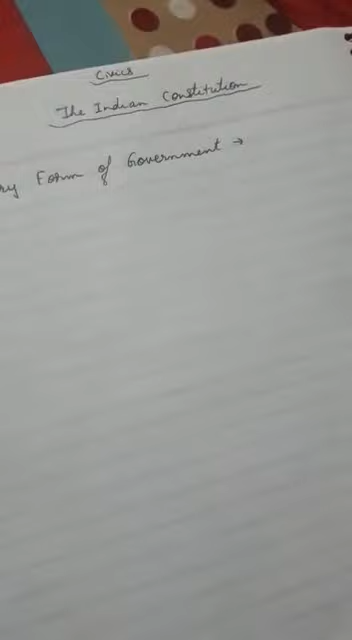 Civics
The Indian Constitution
Form of Government →